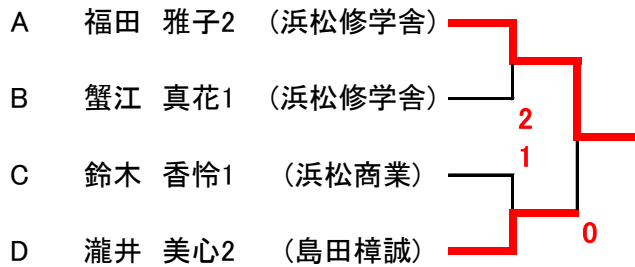 A 福田 雅子2 (浜松修学舎)
B 蟹江 真花1 (浜松修学舎)
2
1
C 鈴木 香怜1 (浜松商業)
0
D 瀧井 美心2 (島田樟誠)